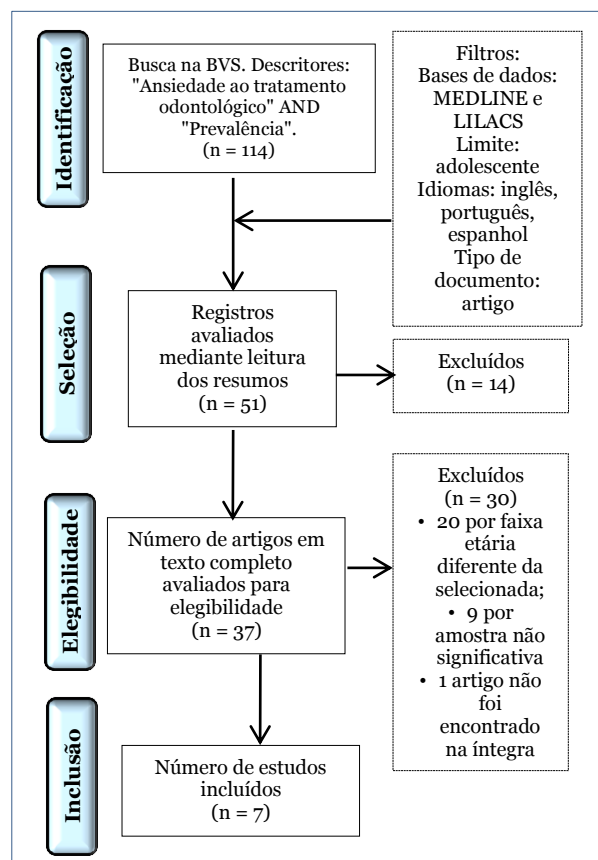 Identificação
Busca na BVS. Descritores:
"Ansiedade ao tratamento
odontológico" AND
"Prevalência".
(n = 114)
Filtros:
Bases de dados:
MEDLINE e
LILACS
Limite:
adolescente
Idiomas: inglês,
português,
espanhol
Tipo de
documento:
artigo
Seleção
Registros
avaliados
mediante leitura
dos resumos
(n = 51)
Excluídos
(n = 14)
Elegibilidade
Número de artigos em
texto completo
avaliados para
elegibilidade
(n = 37)
Excluídos
(n = 30)
• 20 por faixa
etária
diferente da
selecionada;
• 9 por
amostra não
significativa
• 1 artigo não
foi
encontrado
na íntegra
Inclusão
Número de estudos
incluídos
(n = 7)